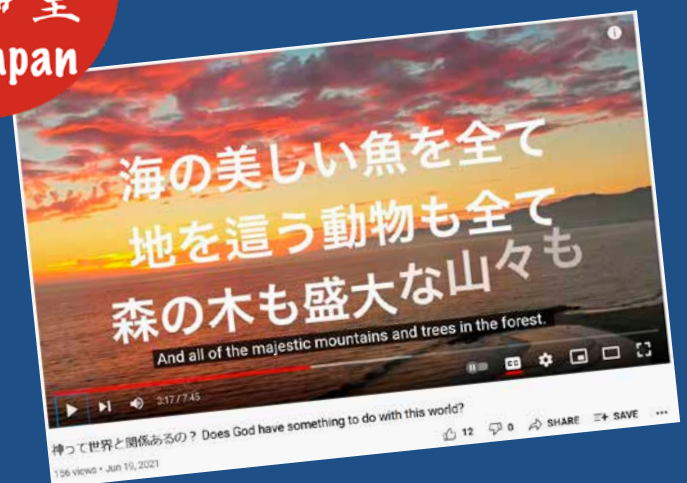 望
Japan
海の美しい魚を全て
地を這う動物も全て
森の木も盛大な山々も
And all of the majestic mountains and trees in the forest.
3:17 / 7:45
神って世界と関係あるの？ Does God have something to do with this world?
156 views • Jun 19, 2021
12 0 SHARE SAVE